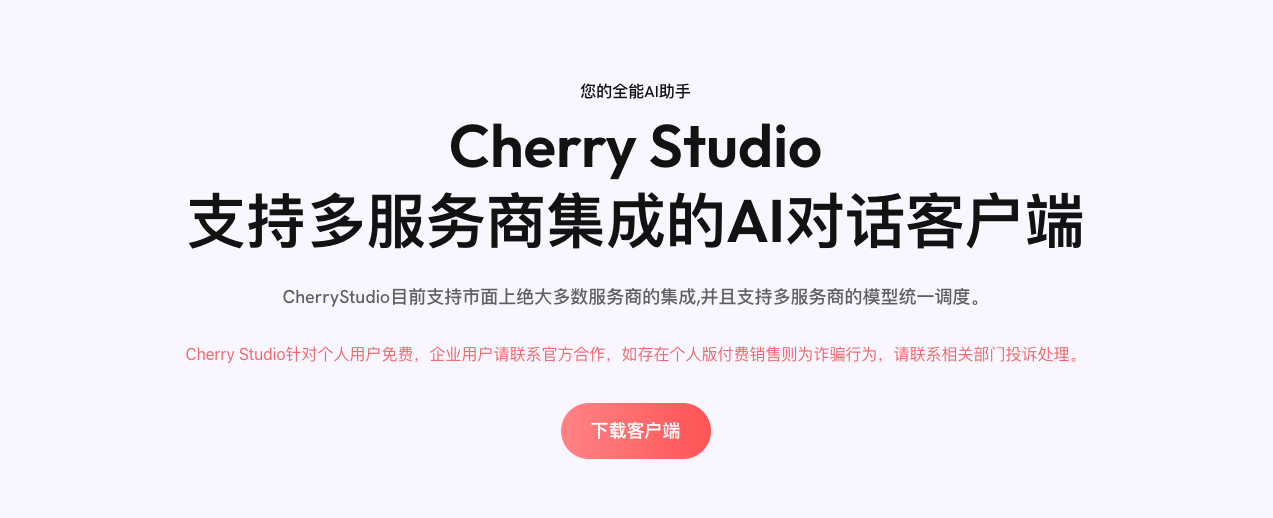 您的全能AI助手
Cherry Studio
支持多服务商集成的AI对话客户端
CherryStudio目前支持市面上绝大多数服务商的集成,并且支持多服务商的模型统一调度。
Cherry Studio针对个人用户免费，企业用户请联系官方合作，如存在个人版付费销售则为诈骗行为，请联系相关部门投诉处理。
下载客户端